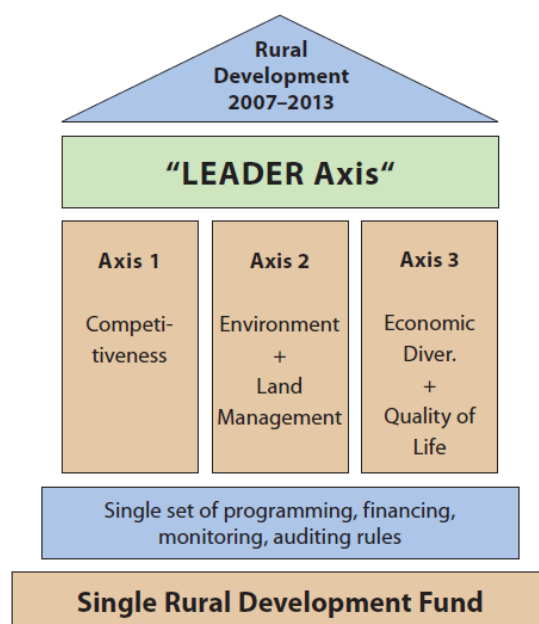 Rural
Development
2007–2013
“LEADER Axis“
Axis 1
Competi-
tiveness
Axis 2
Environment
+
Land
Management
Axis 3
Economic
Diver.
+
Quality of
Life
Single set of programming, financing,
monitoring, auditing rules
Single Rural Development Fund